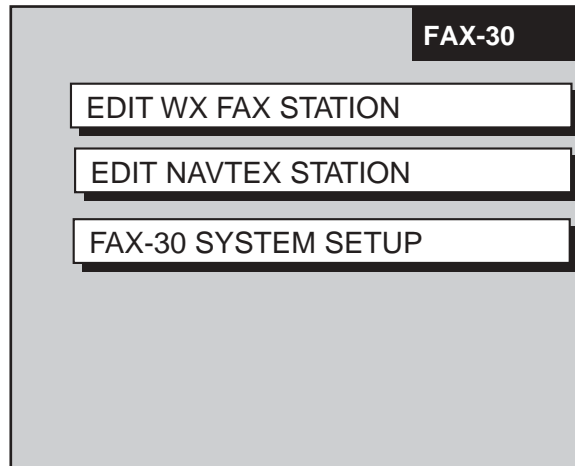 FAX-30
EDIT WX FAX STATION
EDIT NAVTEX STATION
FAX-30 SYSTEM SETUP